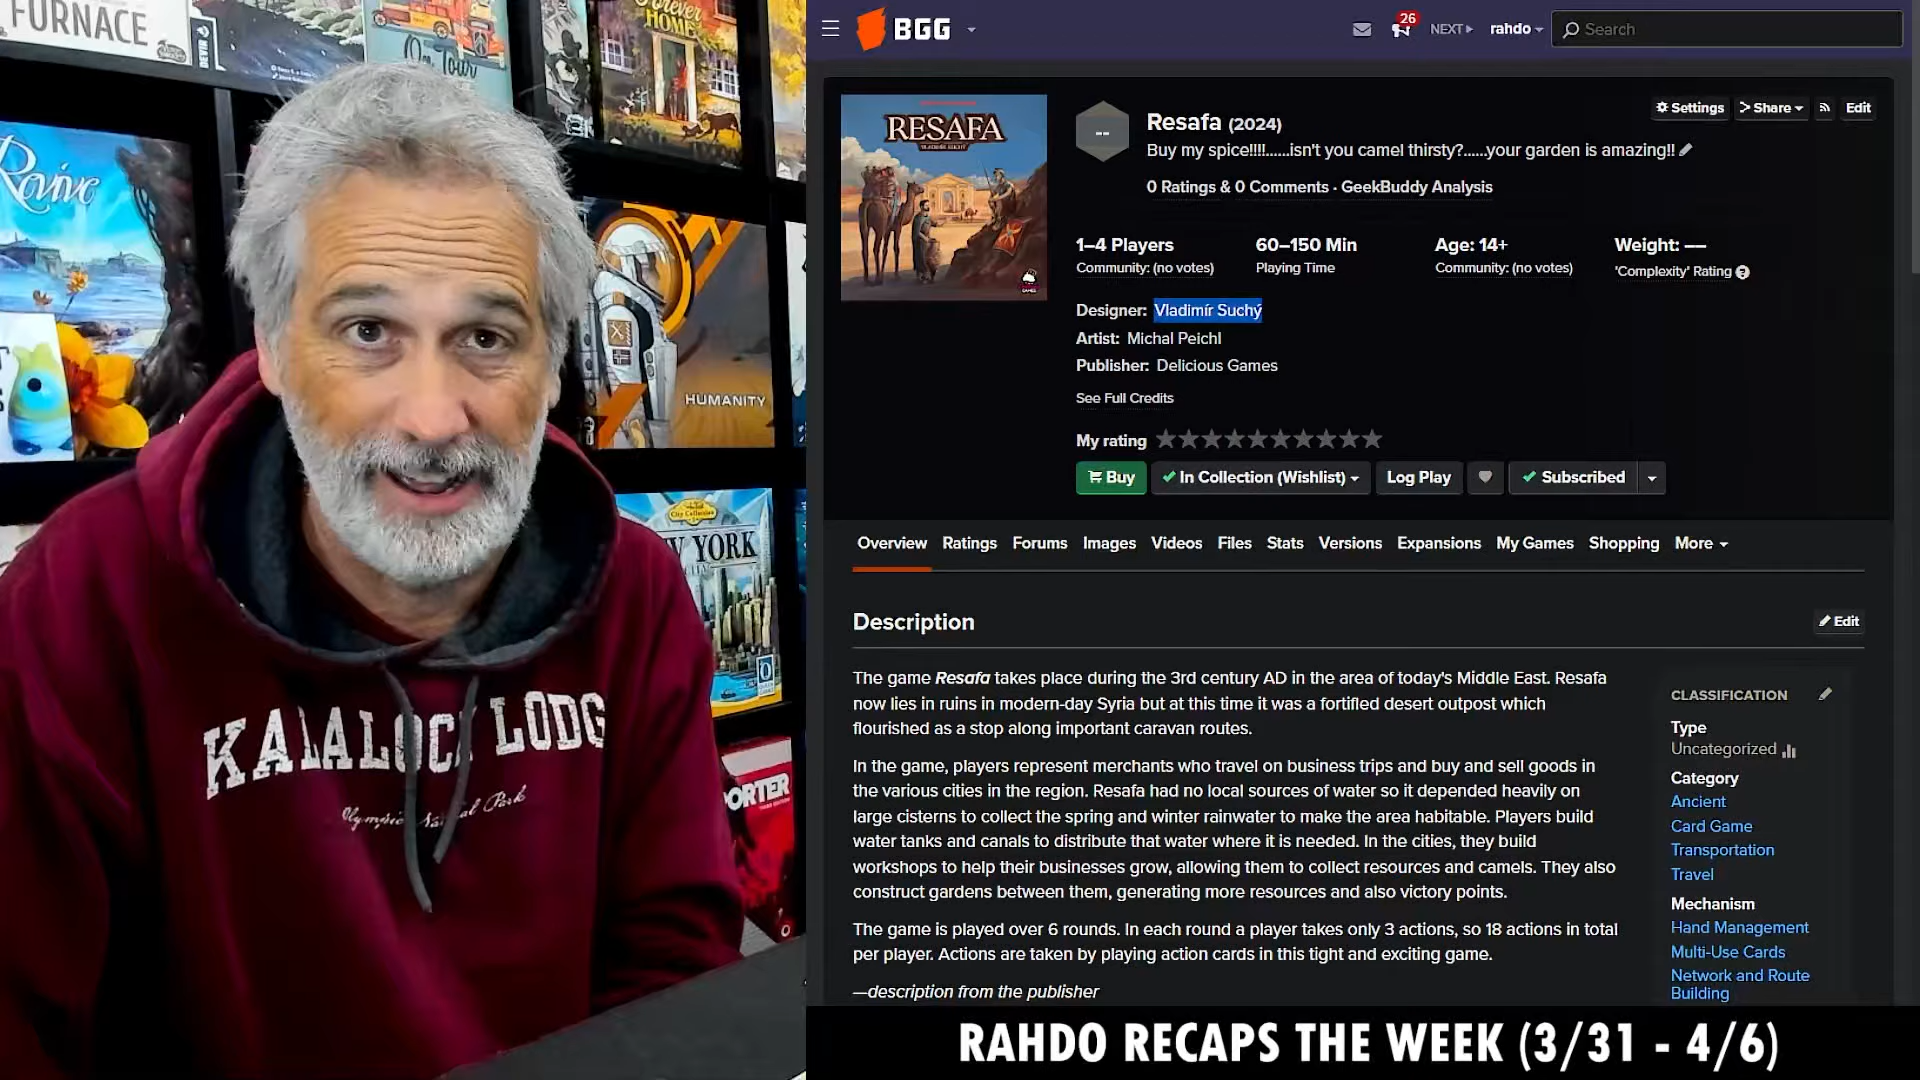 FURNACE
DEVIR
On Tour
Forever
HOME
Revive
HUMANITY
City Collection
W YORK
ORTER
KALALOCH LODG
Olympic National Park
BGG
26
NEXT
rahdo
Search
RESAFA
VLADIMÍR SUCHÝ
GAMES
--
Resafa (2024)
Settings
Share
Edit
Buy my spice!!!!......isn't you camel thirsty?......your garden is amazing!!
0 Ratings & 0 Comments · GeekBuddy Analysis
1–4 Players
60–150 Min
Age: 14+
Weight: ––
Community: (no votes)
Playing Time
Community: (no votes)
'Complexity' Rating ?
Designer: Vladimír Suchý
Artist: Michal Peichl
Publisher: Delicious Games
See Full Credits
My rating
Buy
In Collection (Wishlist)
Log Play
Subscribed
Overview Ratings Forums Images Videos Files Stats Versions Expansions My Games Shopping More
Description
Edit
The game Resafa takes place during the 3rd century AD in the area of today's Middle East. Resafa
now lies in ruins in modern-day Syria but at this time it was a fortified desert outpost which
flourished as a stop along important caravan routes.
In the game, players represent merchants who travel on business trips and buy and sell goods in
the various cities in the region. Resafa had no local sources of water so it depended heavily on
large cisterns to collect the spring and winter rainwater to make the area habitable. Players build
water tanks and canals to distribute that water where it is needed. In the cities, they build
workshops to help their businesses grow, allowing them to collect resources and camels. They also
construct gardens between them, generating more resources and also victory points.
The game is played over 6 rounds. In each round a player takes only 3 actions, so 18 actions in total
per player. Actions are taken by playing action cards in this tight and exciting game.
—description from the publisher
CLASSIFICATION
Type
Uncategorized
Category
Ancient
Card Game
Transportation
Travel
Mechanism
Hand Management
Multi-Use Cards
Network and Route
Building
RAHDO RECAPS THE WEEK (3/31 - 4/6)